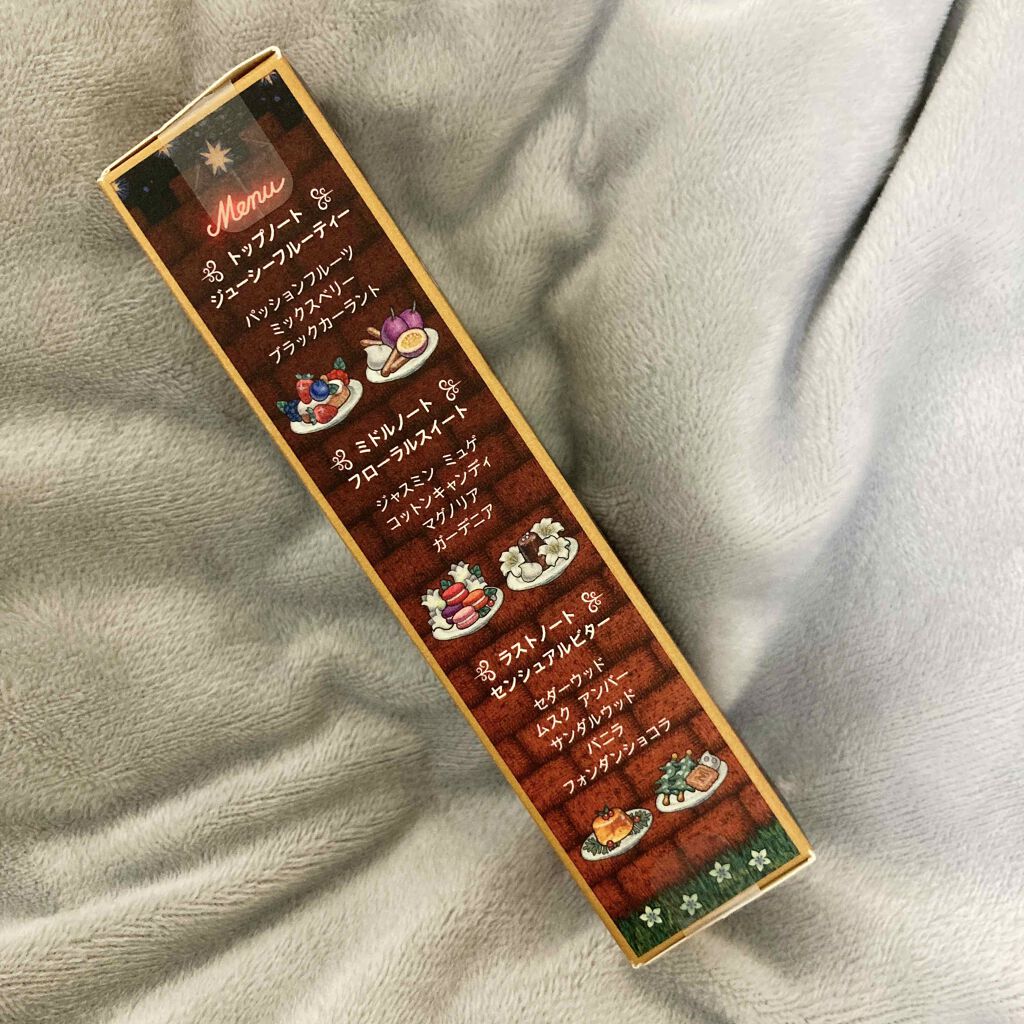 Menu
トップノート
ジューシーフルーティー
パッションフルーツ
ミックスベリー
ブラックカーラント
ミドルノート
フローラルスイート
ジャスミン ミュゲ
コットンキャンディ
マグノリア
ガーデニア
ラストノート
センシュアルビター
セダーウッド
ムスク アンバー
サンダルウッド
バニラ
フォンダンショコラ